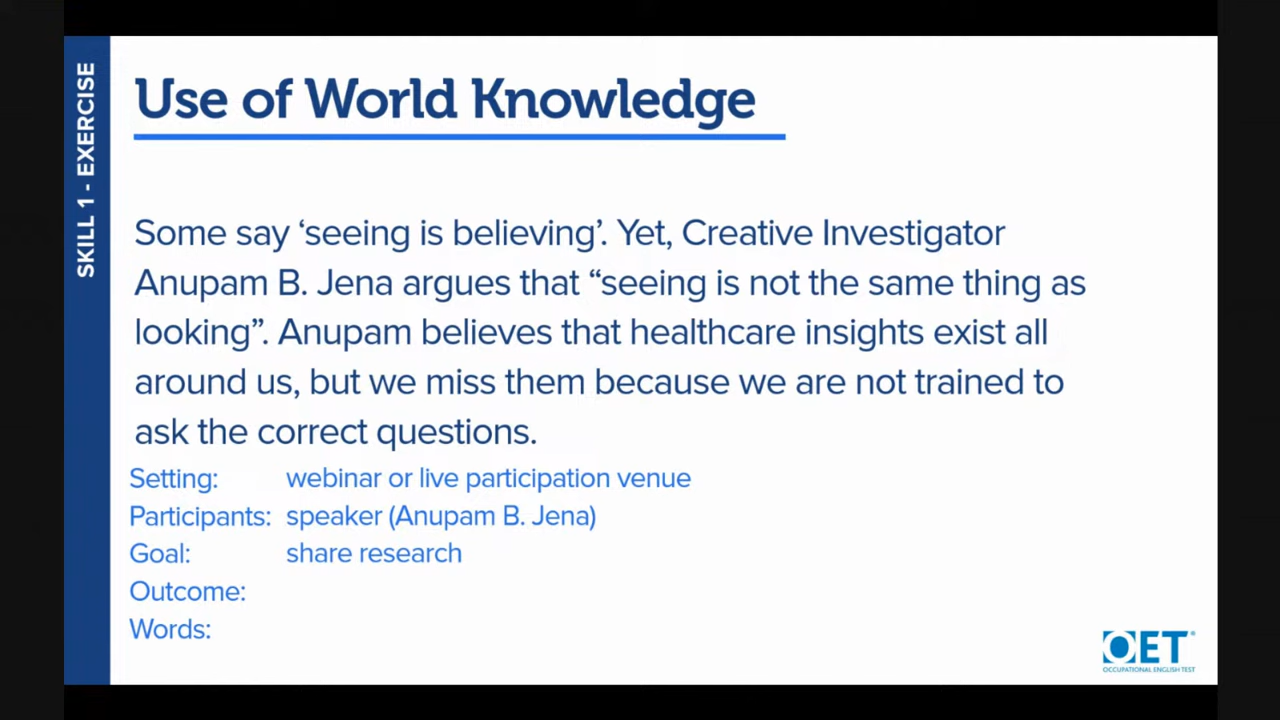 SKILL 1 - EXERCISE
Use of World Knowledge
Some say ‘seeing is believing’. Yet, Creative Investigator
Anupam B. Jena argues that “seeing is not the same thing as
looking”. Anupam believes that healthcare insights exist all
around us, but we miss them because we are not trained to
ask the correct questions.
Setting: webinar or live participation venue
Participants: speaker (Anupam B. Jena)
Goal: share research
Outcome:
Words:
OET®
OCCUPATIONAL ENGLISH TEST